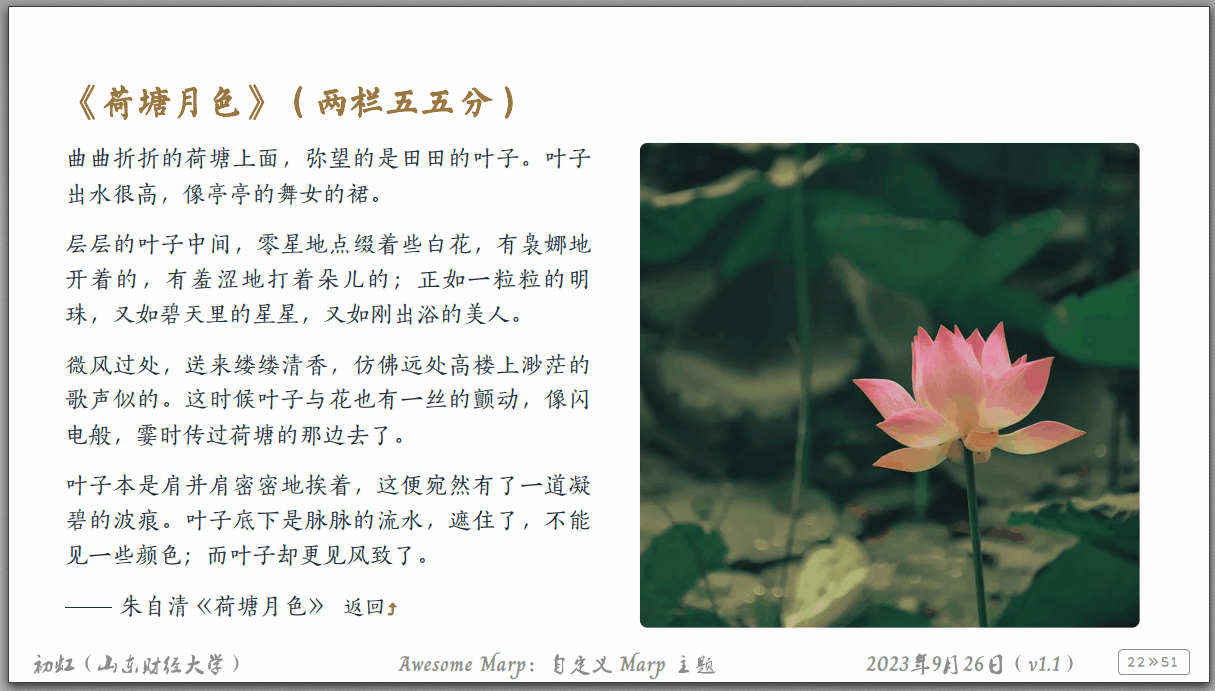 《荷塘月色》（两栏五五分）
曲曲折折的荷塘上面，弥望的是田田的叶子。叶子
出水很高，像亭亭的舞女的裙。
层层的叶子中间，零星地点缀着些白花，有袅娜地
开着的，有羞涩地打着朵儿的；正如一粒粒的明
珠，又如碧天里的星星，又如刚出浴的美人。
微风过处，送来缕缕清香，仿佛远处高楼上渺茫的
歌声似的。这时候叶子与花也有一丝的颤动，像闪
电般，霎时传过荷塘的那边去了。
叶子本是肩并肩密密地挨着，这便宛然有了一道凝
碧的波痕。叶子底下是脉脉的流水，遮住了，不能
见一些颜色；而叶子却更见风致了。
—— 朱自清《荷塘月色》 返回⤴
初虹（山东财经大学） Awesome Marp：自定义 Marp 主题 2023年9月26日（v1.1） 22»51